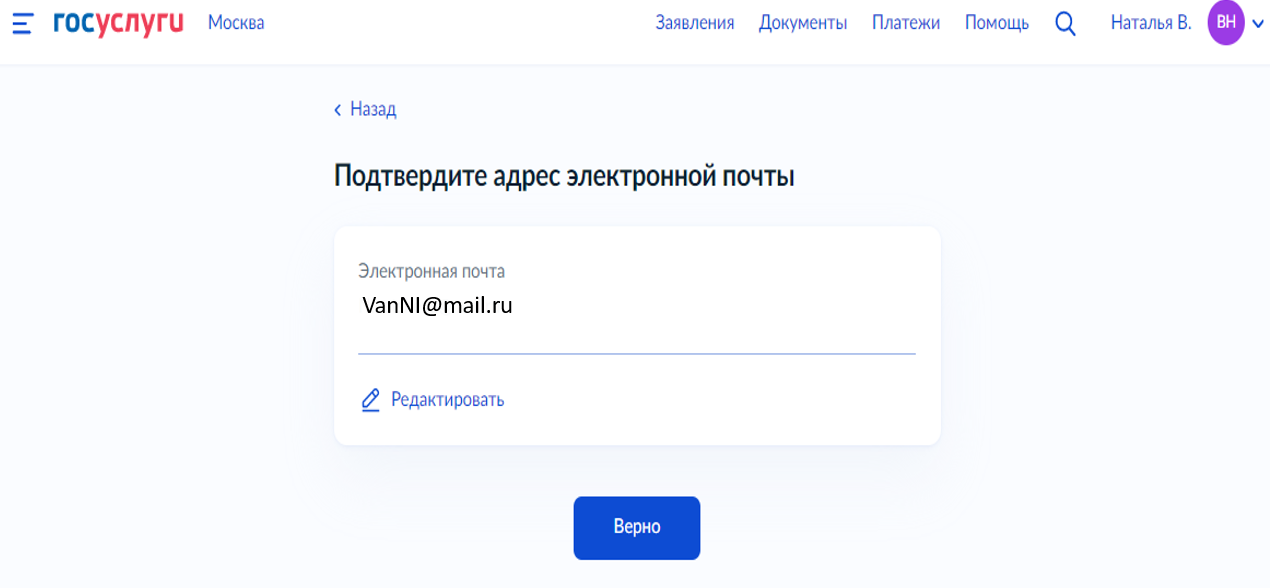 госуслуги Москва Заявления Документы Платежи Помощь Наталья В. ВН
Назад
Подтвердите адрес электронной почты
Электронная почта
VanNI@mail.ru
Редактировать
Верно